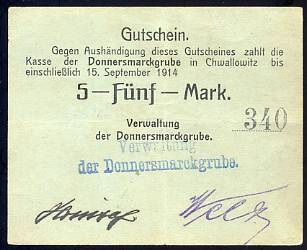 Gutschein.
Gegen Aushändigung dieses Gutscheines zahlt die
Kasse der Donnersmarckgrube in Chwallowitz bis
einschließlich 15. September 1914
5—Fünf—Mark.
Verwaltung
der Donnersmarckgrube.
340
Verwaltung
der Donnersmarckgrube.